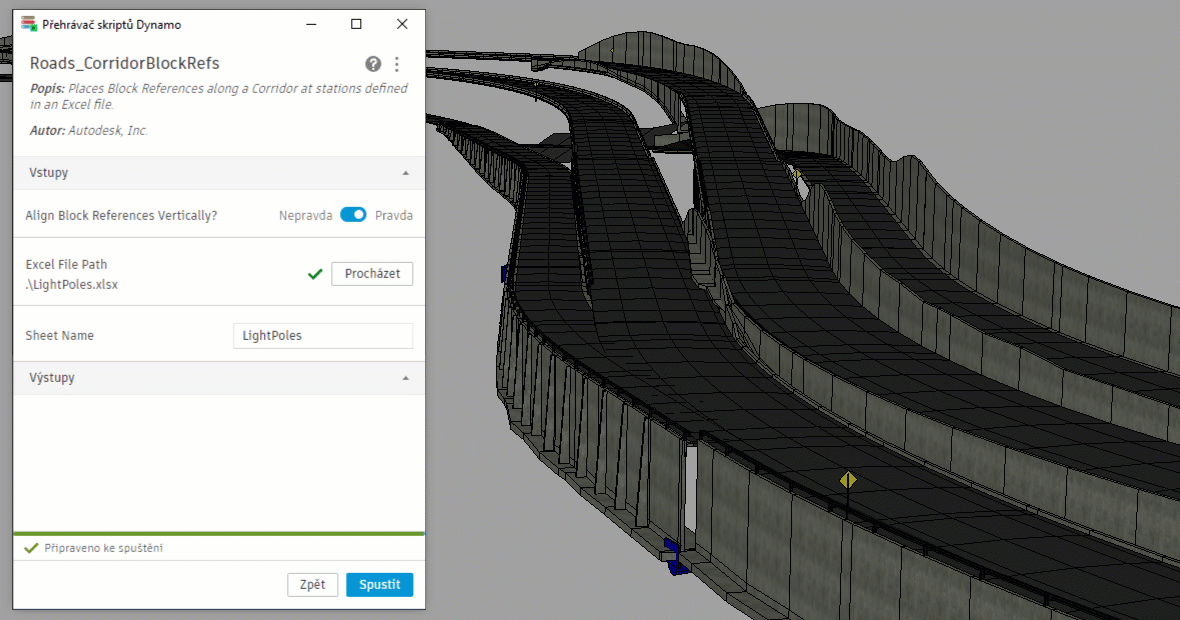 Přehrávač skriptů Dynamo
Roads_CorridorBlockRefs
Popis: Places Block References along a Corridor at stations defined
in an Excel file.
Autor: Autodesk, Inc.
Vstupy
Align Block References Vertically? Nepravda Pravda
Excel File Path
.\LightPoles.xlsx
Procházet
Sheet Name LightPoles
Výstupy
Připraveno ke spuštění
Zpět Spustit